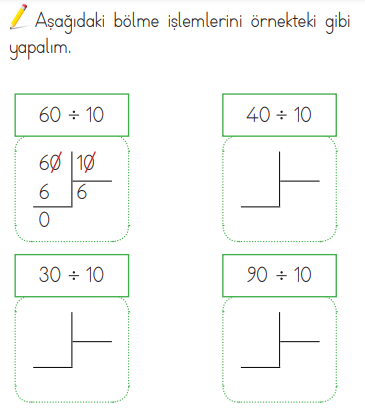 Aşağıdaki bölme işlemlerini örnekteki gibi
yapalım.
60 ÷ 10
40 ÷ 10
60 10
6 6
0
30 ÷ 10
90 ÷ 10